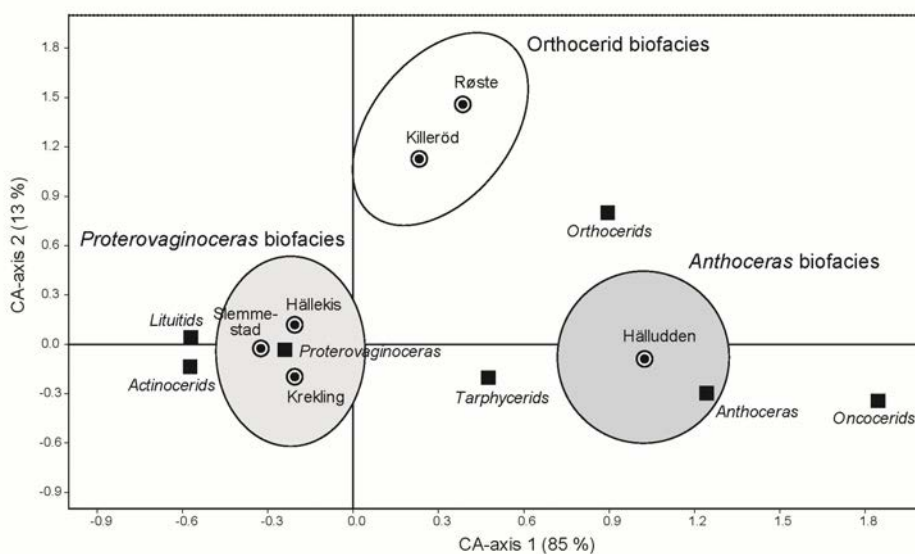 Orthocerid biofacies
1.8
Røste
1.5
Killeröd
1.2
0.9
Orthocerids
CA-axis 2 (13 %)
0.6
Proterovaginoceras biofacies
Anthoceras biofacies
0.3
Hällekis
Lituitids
Slemme-
stad
Hälludden
0.0
Proterovaginoceras
Actinocerids
Krekling
Tarphycerids
Anthoceras
Oncocerids
-0.3
-0.6
-0.9
-0.9 -0.6 -0.3 0.0 0.3 0.6 0.9 1.2 1.5 1.8
CA-axis 1 (85 %)